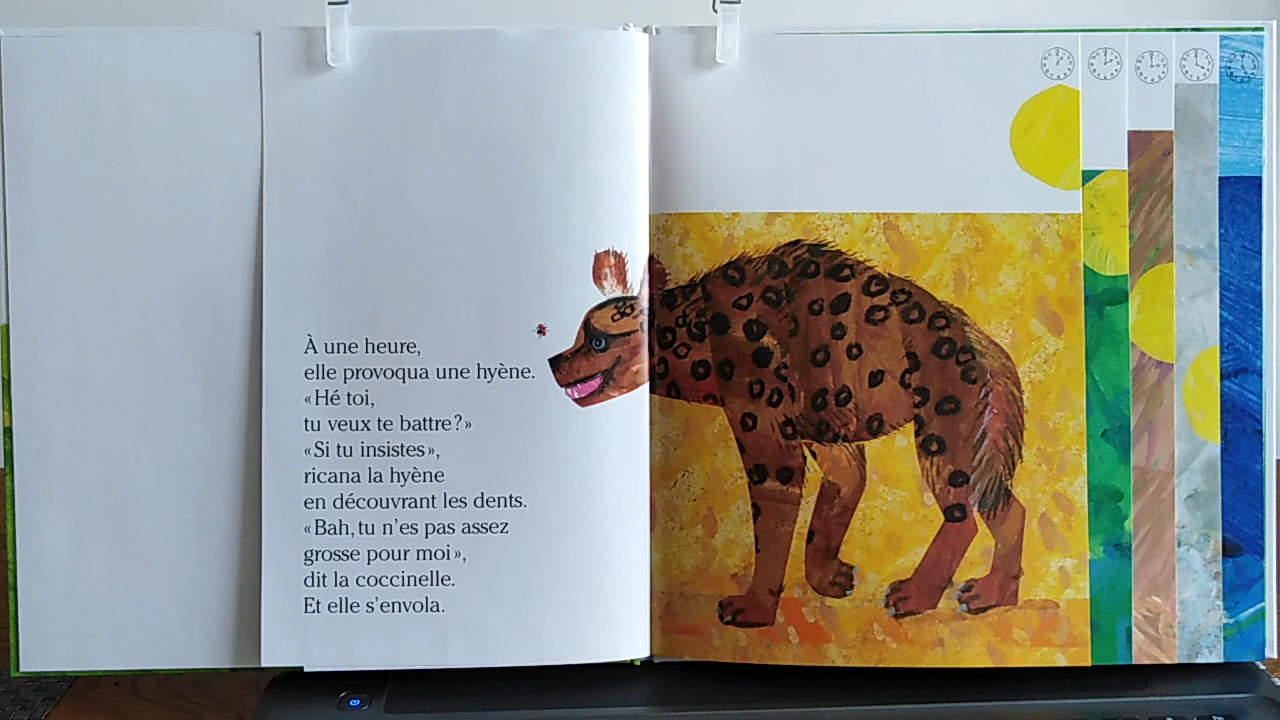 À une heure,
elle provoqua une hyène.
«Hé toi,
tu veux te battre?»
«Si tu insistes»,
ricana la hyène
en découvrant les dents.
«Bah, tu n'es pas assez
grosse pour moi»,
dit la coccinelle.
Et elle s'envola.